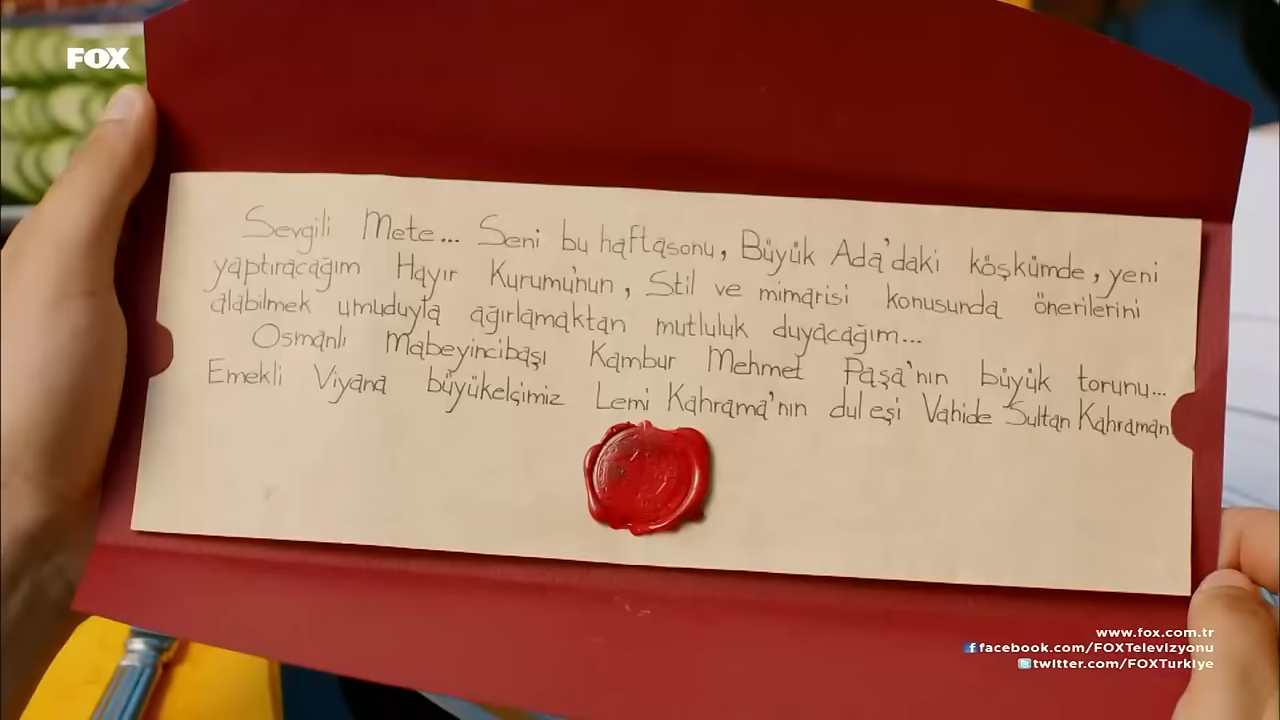 FOX
Sevgili Mete... Seni bu haftasonu, Büyük Ada'daki köşkümde, yeni
yaptıracağım Hayır Kurumu'nun, Stil ve mimarisi konusunda önerilerini
alabilmek umuduyla ağırlamaktan mutluluk duyacağım...
Osmanlı Mabeyincibaşı Kambur Mehmet Paşa'nın büyük torunu...
Emekli Viyana büyükelçimiz Lemi Kahrama'nın dul eşi Vahide Sultan Kahraman
www.fox.com.tr
facebook.com/FOXTelevizyonu
twitter.com/FOXTurkiye